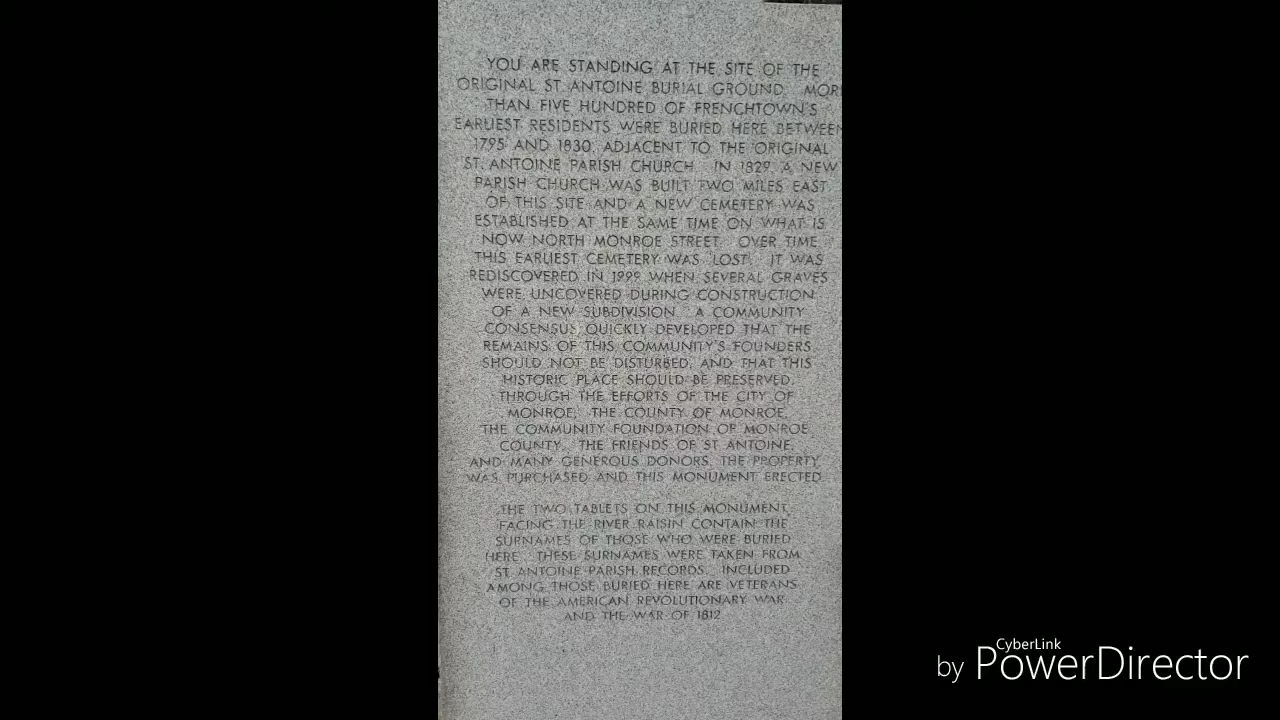 YOU ARE STANDING AT THE SITE OF THE
ORIGINAL ST. ANTOINE BURIAL GROUND. MOR
THAN FIVE HUNDRED OF FRENCHTOWN'S
EARLIEST RESIDENTS WERE BURIED HERE BETWEEN
1795 AND 1830, ADJACENT TO THE ORIGINAL
ST. ANTOINE PARISH CHURCH. IN 1829, A NEW
PARISH CHURCH WAS BUILT TWO MILES EAST
OF THIS SITE AND A NEW CEMETERY WAS
ESTABLISHED AT THE SAME TIME ON WHAT IS
NOW NORTH MONROE STREET. OVER TIME,
THIS EARLIEST CEMETERY WAS "LOST". IT WAS
REDISCOVERED IN 1999 WHEN SEVERAL GRAVES
WERE UNCOVERED DURING CONSTRUCTION
OF A NEW SUBDIVISION. A COMMUNITY
CONSENSUS QUICKLY DEVELOPED THAT THE
REMAINS OF THIS COMMUNITY'S FOUNDERS
SHOULD NOT BE DISTURBED, AND THAT THIS
HISTORIC PLACE SHOULD BE PRESERVED.
THROUGH THE EFFORTS OF THE CITY OF
MONROE, THE COUNTY OF MONROE,
THE COMMUNITY FOUNDATION OF MONROE
COUNTY, THE FRIENDS OF ST. ANTOINE,
AND MANY GENEROUS DONORS, THE PROPERTY
WAS PURCHASED AND THIS MONUMENT ERECTED.
THE TWO TABLETS ON THIS MONUMENT
FACING THE RIVER RAISIN CONTAIN THE
SURNAMES OF THOSE WHO WERE BURIED
HERE. THESE SURNAMES WERE TAKEN FROM
ST. ANTOINE PARISH RECORDS. INCLUDED
AMONG THOSE BURIED HERE ARE VETERANS
OF THE AMERICAN REVOLUTIONARY WAR
AND THE WAR OF 1812.
CyberLink
by PowerDirector